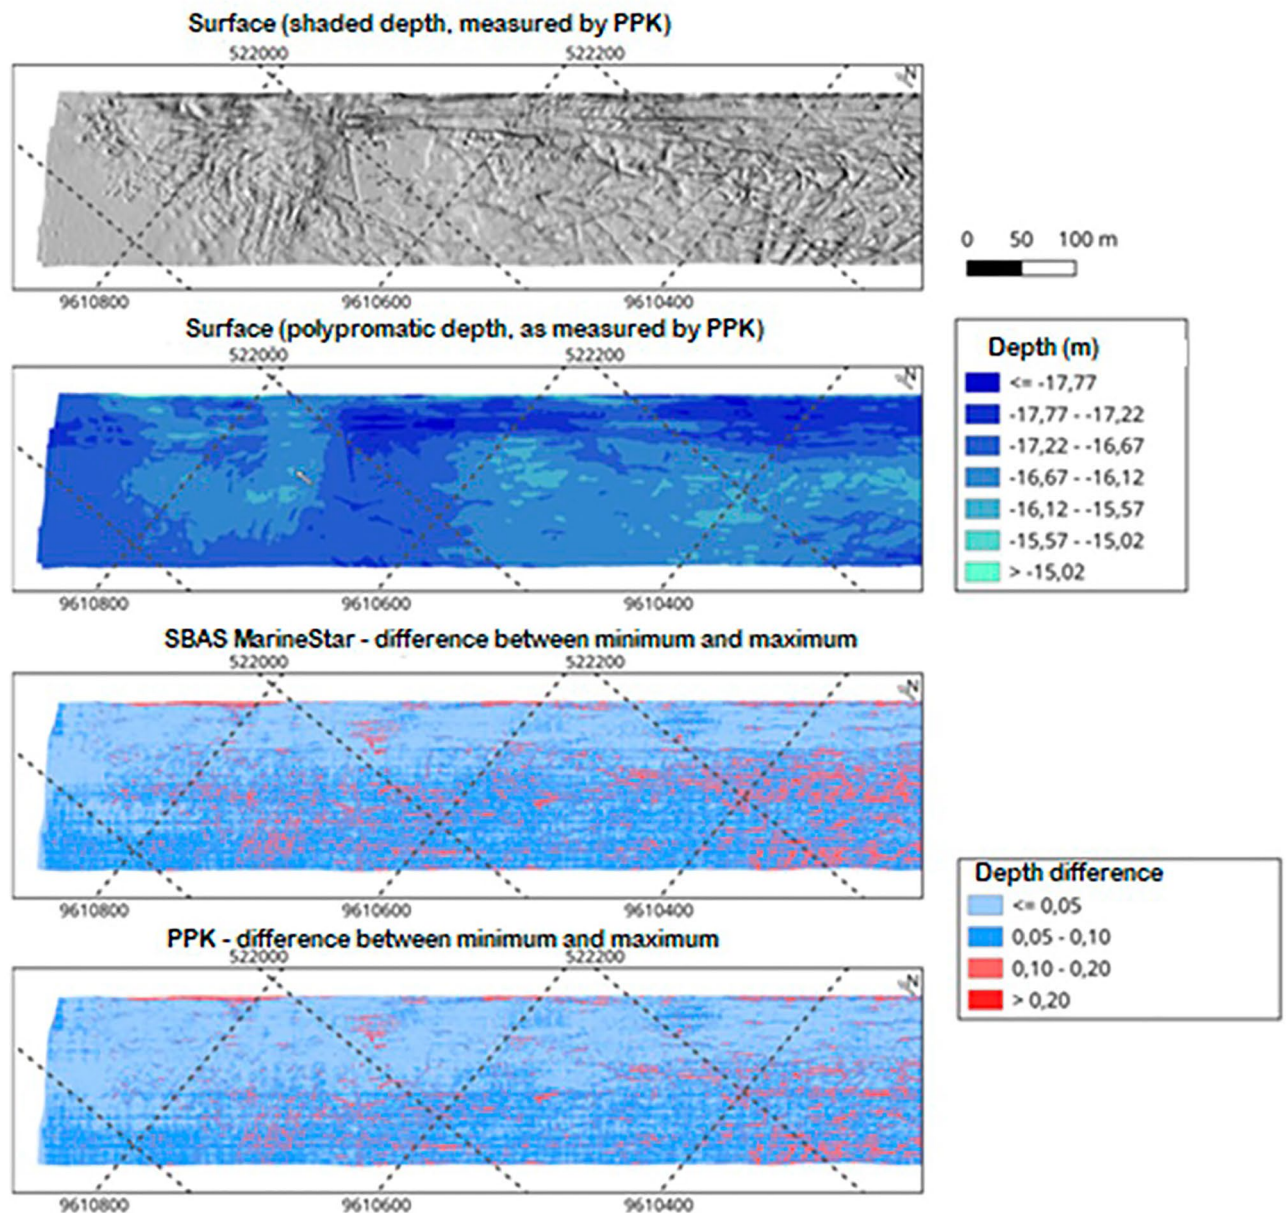 Surface (shaded depth, measured by PPK)
522000 522200
N
9610800 9610600 9610400
0 50 100 m
Surface (polypromatic depth, as measured by PPK)
522000 522200
N
9610800 9610600 9610400
Depth (m)
<= -17,77
-17,77 - -17,22
-17,22 - -16,67
-16,67 - -16,12
-16,12 - -15,57
-15,57 - -15,02
> -15,02
SBAS MarineStar - difference between minimum and maximum
522000 522200
N
9610800 9610600 9610400
PPK - difference between minimum and maximum
522000 522200
N
9610800 9610600 9610400
Depth difference
<= 0,05
0,05 - 0,10
0,10 - 0,20
> 0,20